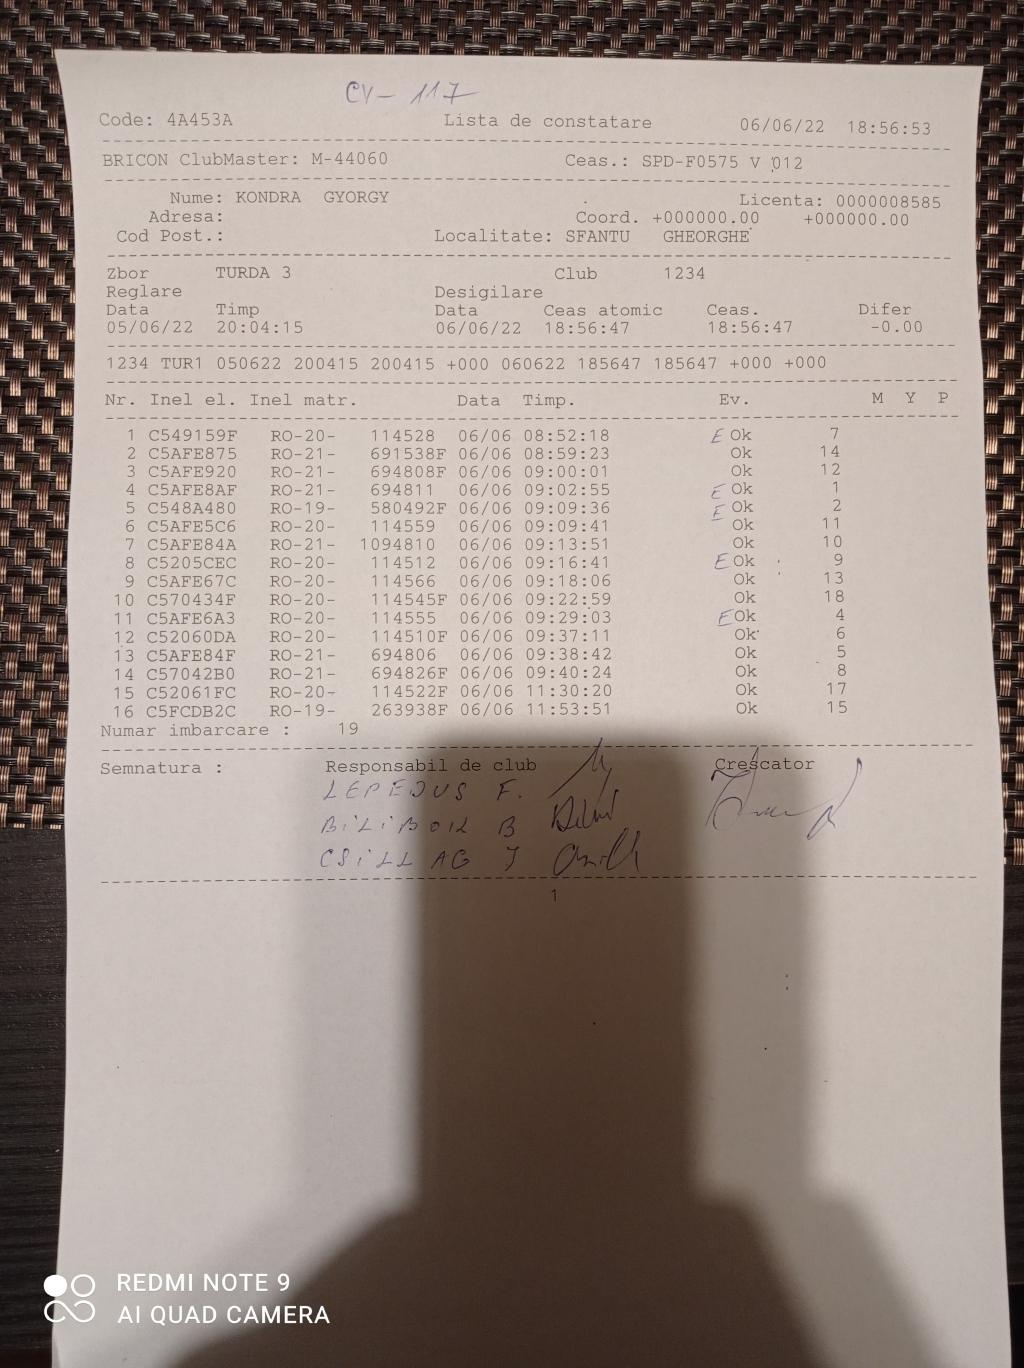 CV- 117
Code: 4A453A Lista de constatare 06/06/22 18:56:53
BRICON ClubMaster: M-44060 Ceas.: SPD-F0575 V 012
Nume: KONDRA GYORGY Licenta: 0000008585
Adresa: Coord. +000000.00 +000000.00
Cod Post.: Localitate: SFANTU GHEORGHE
Zbor TURDA 3 Club 1234
Reglare Desigilare
Data Timp Data Ceas atomic Ceas. Difer
05/06/22 20:04:15 06/06/22 18:56:47 18:56:47 -0.00
1234 TUR1 050622 200415 200415 +000 060622 185647 185647 +000 +000
Nr. Inel el. Inel matr. Data Timp. Ev. M Y P
1 C549159F RO-20- 114528 06/06 08:52:18 E Ok 7
2 C5AFE875 RO-21- 691538F 06/06 08:59:23 Ok 14
3 C5AFE920 RO-21- 694808F 06/06 09:00:01 Ok 12
4 C5AFE8AF RO-21- 694811 06/06 09:02:55 E Ok 1
5 C548A480 RO-19- 580492F 06/06 09:09:36 E Ok 2
6 C5AFE5C6 RO-20- 114559 06/06 09:09:41 Ok 11
7 C5AFE84A RO-21- 1094810 06/06 09:13:51 Ok 10
8 C5205CEC RO-20- 114512 06/06 09:16:41 E Ok 9
9 C5AFE67C RO-20- 114566 06/06 09:18:06 Ok 13
10 C570434F RO-20- 114545F 06/06 09:22:59 Ok 18
11 C5AFE6A3 RO-20- 114555 06/06 09:29:03 E Ok 4
12 C52060DA RO-20- 114510F 06/06 09:37:11 Ok 6
13 C5AFE84F RO-21- 694806 06/06 09:38:42 Ok 5
14 C57042B0 RO-21- 694826F 06/06 09:40:24 Ok 8
15 C52061FC RO-20- 114522F 06/06 11:30:20 Ok 17
16 C5FCDB2C RO-19- 263938F 06/06 11:53:51 Ok 15
Numar imbarcare : 19
Semnatura : Responsabil de club Crescator
LEPEDUS F.
BiLiBOK B
CSiLLAG J
1
REDMI NOTE 9
AI QUAD CAMERA